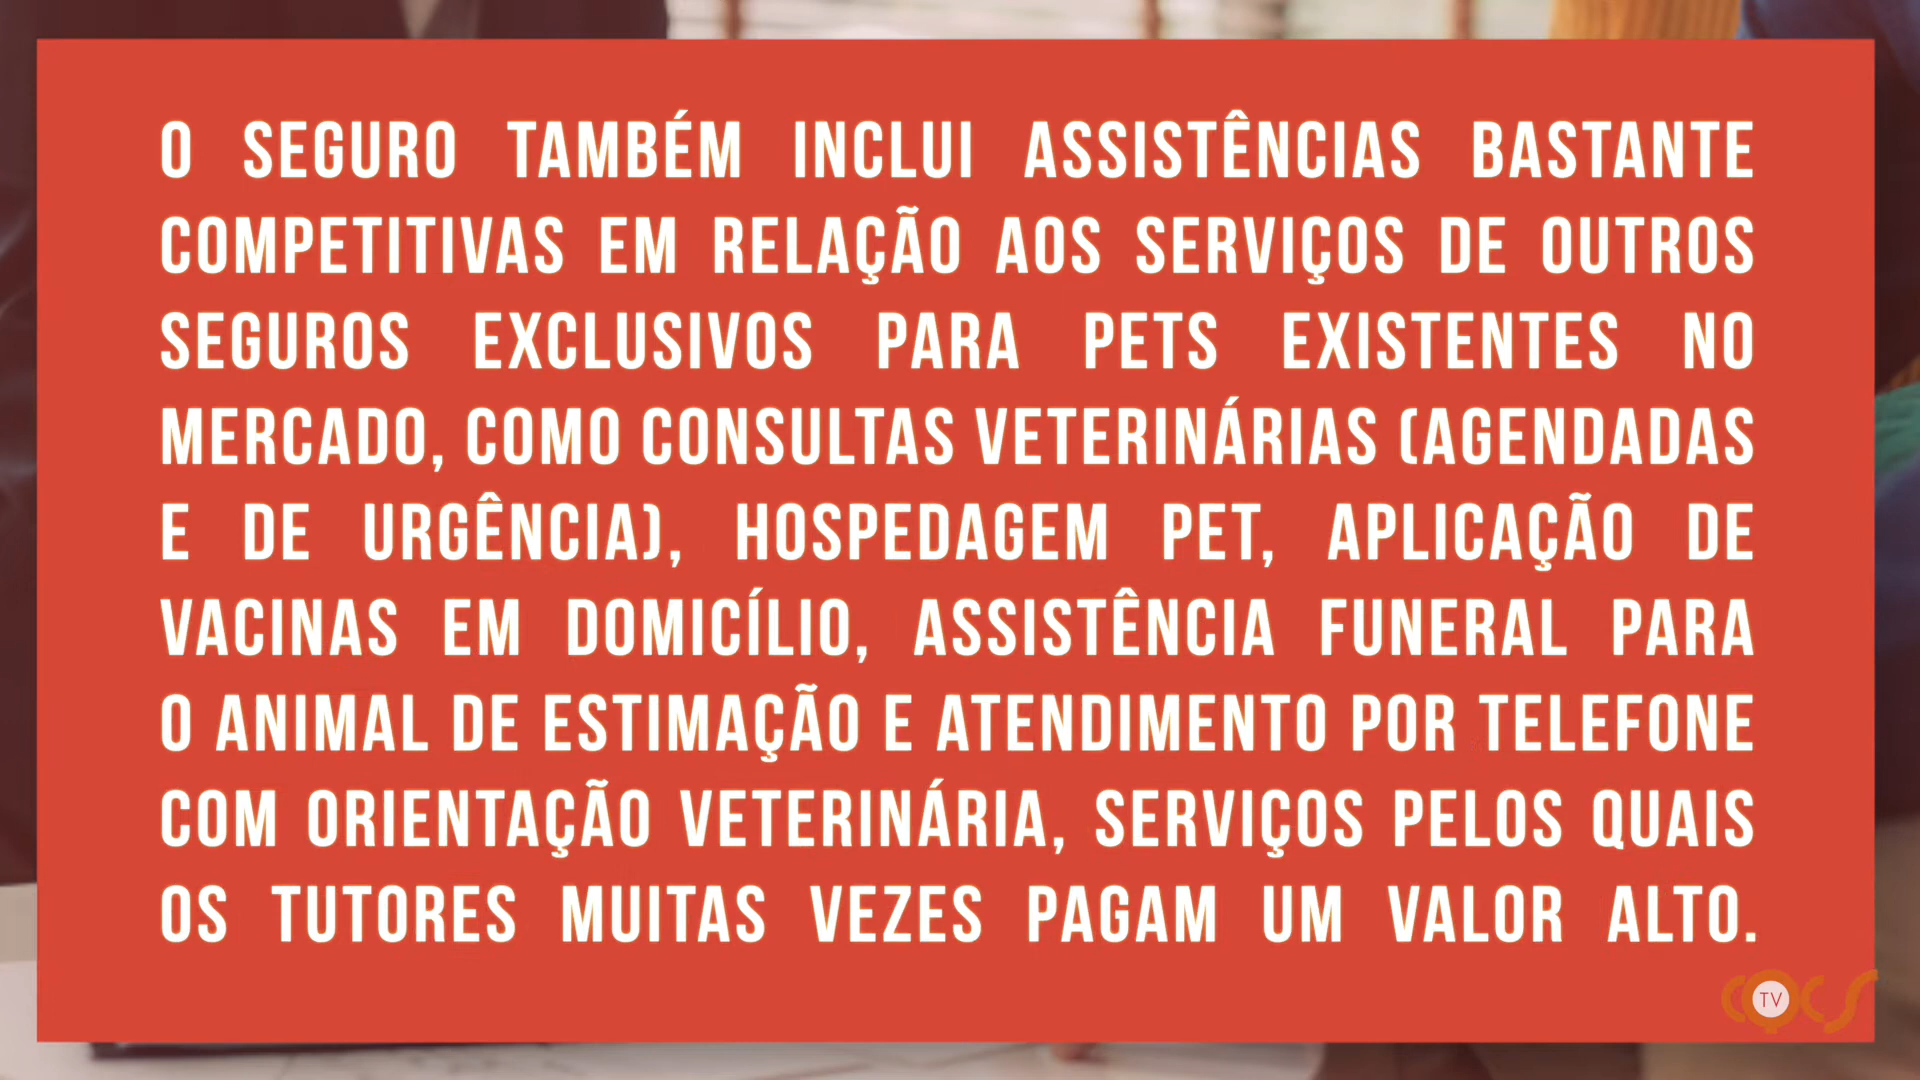 O SEGURO TAMBÉM INCLUI ASSISTÊNCIAS BASTANTE
COMPETITIVAS EM RELAÇÃO AOS SERVIÇOS DE OUTROS
SEGUROS EXCLUSIVOS PARA PETS EXISTENTES NO
MERCADO, COMO CONSULTAS VETERINÁRIAS (AGENDADAS
E DE URGÊNCIA), HOSPEDAGEM PET, APLICAÇÃO DE
VACINAS EM DOMICÍLIO, ASSISTÊNCIA FUNERAL PARA
O ANIMAL DE ESTIMAÇÃO E ATENDIMENTO POR TELEFONE
COM ORIENTAÇÃO VETERINÁRIA, SERVIÇOS PELOS QUAIS
OS TUTORES MUITAS VEZES PAGAM UM VALOR ALTO.
CQCS TV